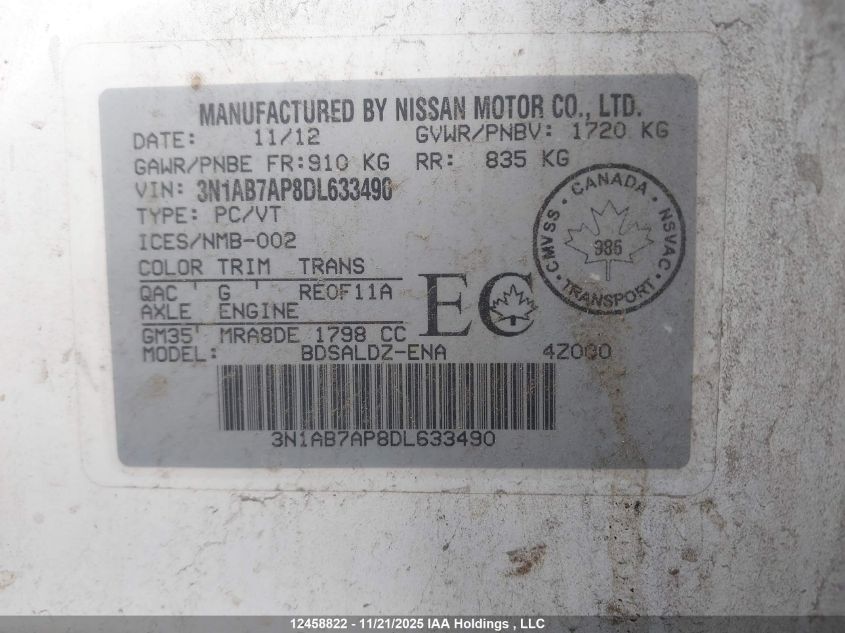 MANUFACTURED BY NISSAN MOTOR CO., LTD.
DATE: 11/12 GVWR/PNBV: 1720 KG
GAWR/PNBE FR:910 KG RR: 835 KG
VIN: 3N1AB7AP8DL633490
TYPE: PC/VT
ICES/NMB-002
COLOR TRIM TRANS
QAC G RE0F11A
AXLE ENGINE
GM35 MRA8DE 1798 CC
MODEL: BDSALDZ-ENA 4Z000
EC
CANADA
CMVSS 385 NSVAC
TRANSPORT
3N1AB7AP8DL633490
12458822 - 11/21/2025 IAA Holdings , LLC